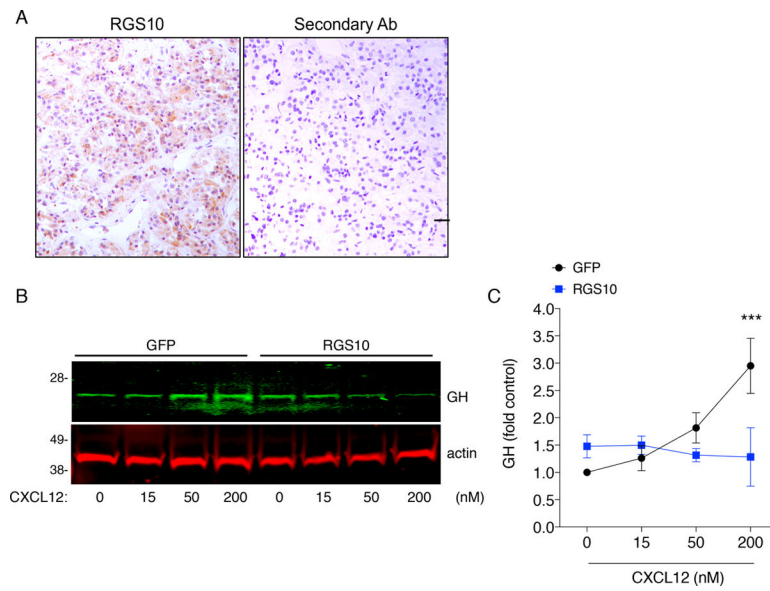 A
RGS10 Secondary Ab
B
GFP RGS10
28-
GH
49-
actin
38-
CXCL12: 0 15 50 200 0 15 50 200 (nM)
C
GFP
RGS10
GH (fold control)
4.0
3.5
3.0
2.5
2.0
1.5
1.0
0.5
0.0
***
0 15 50 200
CXCL12 (nM)